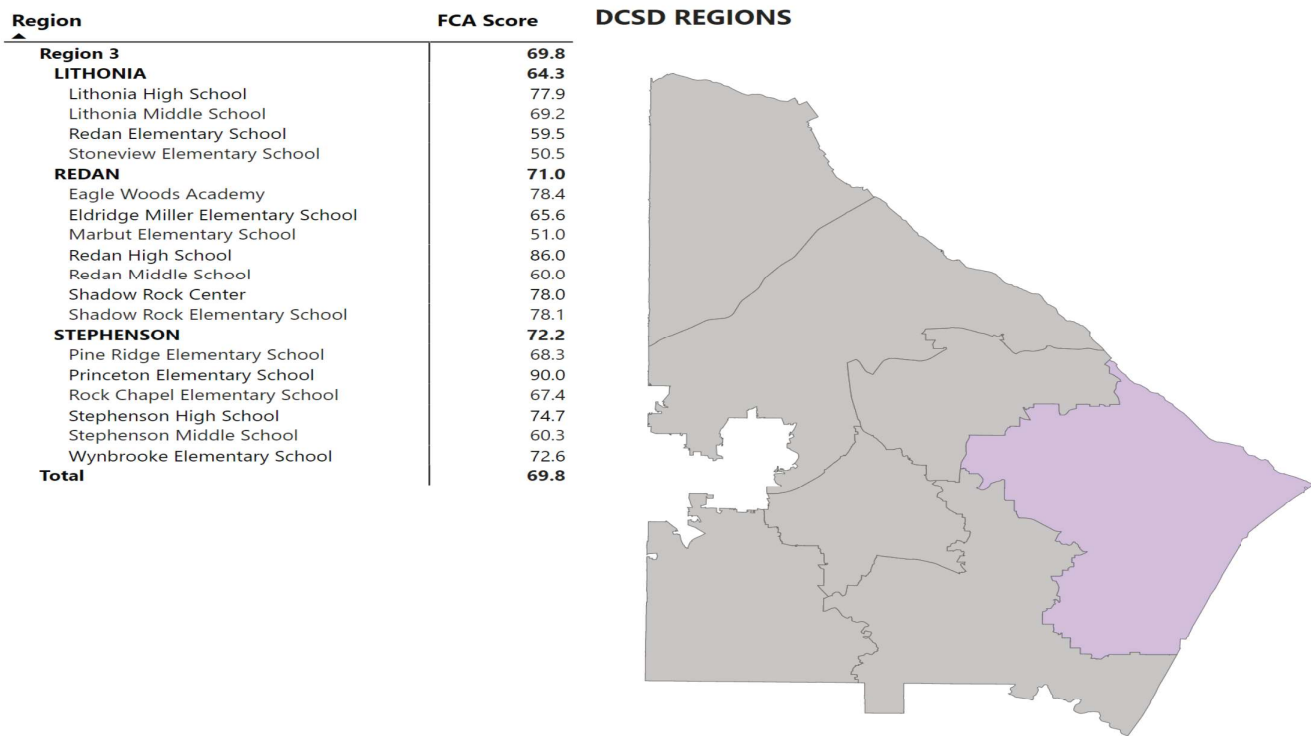 Region FCA Score
Region 3 69.8
LITHONIA 64.3
Lithonia High School 77.9
Lithonia Middle School 69.2
Redan Elementary School 59.5
Stoneview Elementary School 50.5
REDAN 71.0
Eagle Woods Academy 78.4
Eldridge Miller Elementary School 65.6
Marbut Elementary School 51.0
Redan High School 86.0
Redan Middle School 60.0
Shadow Rock Center 78.0
Shadow Rock Elementary School 78.1
STEPHENSON 72.2
Pine Ridge Elementary School 68.3
Princeton Elementary School 90.0
Rock Chapel Elementary School 67.4
Stephenson High School 74.7
Stephenson Middle School 60.3
Wynbrooke Elementary School 72.6
Total 69.8
DCSD REGIONS